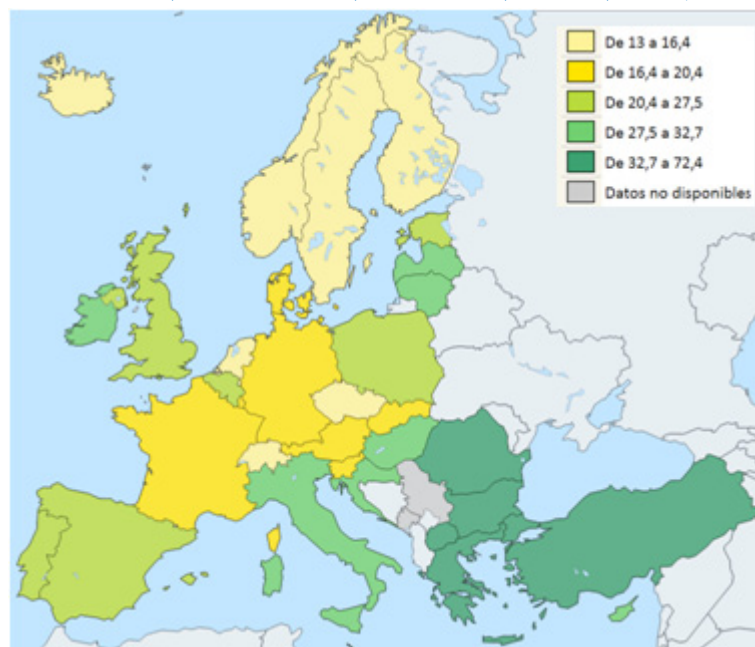 De 13 a 16,4
De 16,4 a 20,4
De 20,4 a 27,5
De 27,5 a 32,7
De 32,7 a 72,4
Datos no disponibles